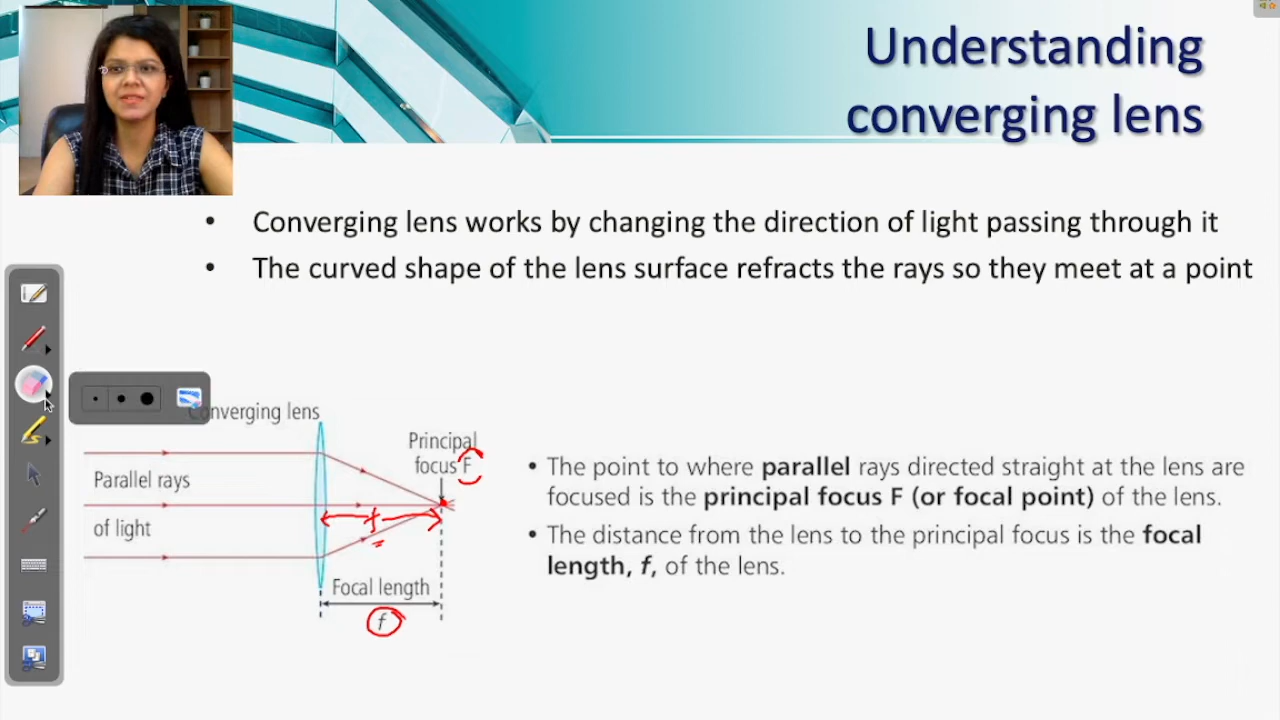 Understanding
converging lens
• Converging lens works by changing the direction of light passing through it
• The curved shape of the lens surface refracts the rays so they meet at a point
Converging lens
Principal
focus F
Parallel rays
of light
f
Focal length
f
• The point to where parallel rays directed straight at the lens are
focused is the principal focus F (or focal point) of the lens.
• The distance from the lens to the principal focus is the focal
length, f, of the lens.